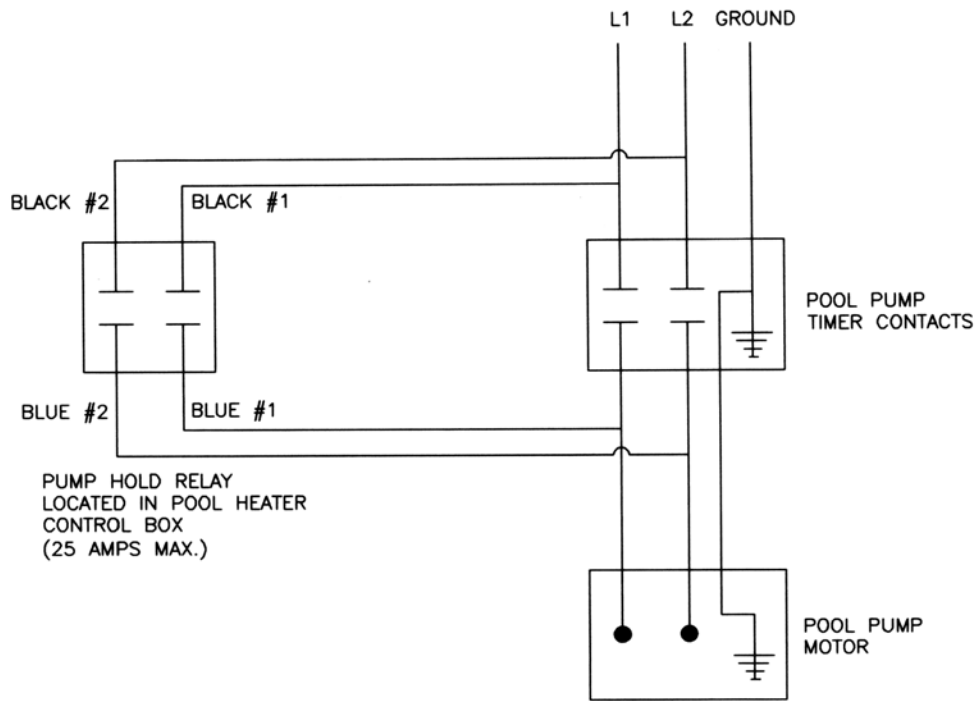 L1 L2 GROUND
BLACK #2 BLACK #1
POOL PUMP
TIMER CONTACTS
BLUE #2 BLUE #1
PUMP HOLD RELAY
LOCATED IN POOL HEATER
CONTROL BOX
(25 AMPS MAX.)
POOL PUMP
MOTOR